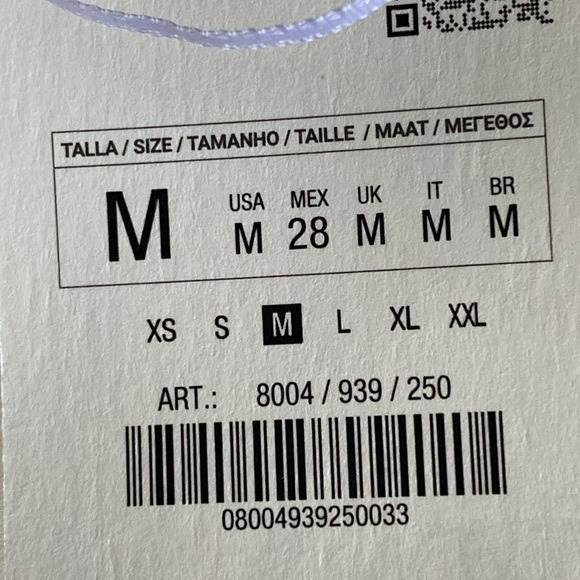 TALLA / SIZE / TAMANHO / TAILLE / MAAT / ΜΕΓΕΘΟΣ
M
USA MEX UK IT BR
M 28 M M M
XS S M L XL XXL
ART.: 8004 / 939 / 250
08004939250033